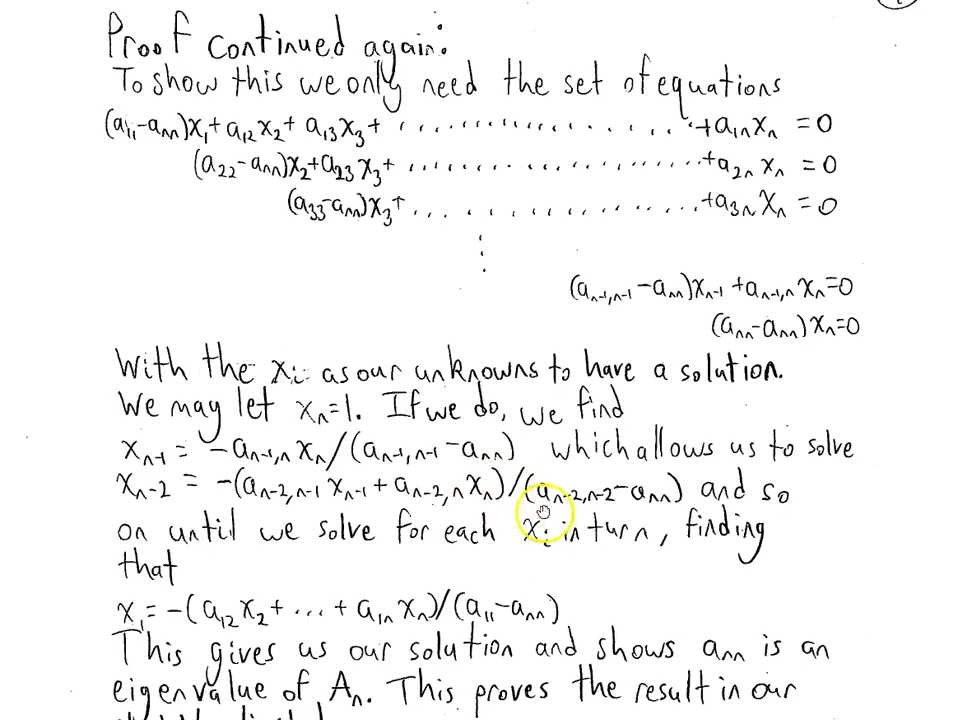 Proof continued again:
To show this we only need the set of equations
(a₁₁-aₙₙ)x₁+a₁₂x₂+a₁₃x₃+..........+a₁ₙxₙ=0
(a₂₂-aₙₙ)x₂+a₂₃x₃+..........+a₂ₙxₙ=0
(a₃₃-aₙₙ)x₃+..........+a₃ₙxₙ=0
⋮
(aₙ₋₁,ₙ₋₁-aₙₙ)xₙ₋₁+aₙ₋₁,ₙxₙ=0
(aₙₙ-aₙₙ)xₙ=0
With the xᵢ as our unknowns to have a solution.
We may let xₙ=1. If we do, we find
xₙ₋₁ = -aₙ₋₁,ₙxₙ/(aₙ₋₁,ₙ₋₁-aₙₙ) which allows us to solve
xₙ₋₂ = -(aₙ₋₂,ₙ₋₁xₙ₋₁+aₙ₋₂,ₙxₙ)/(aₙ₋₂,ₙ₋₂-aₙₙ) and so
on until we solve for each xᵢ in turn, finding
that
x₁=-(a₁₂x₂+...+a₁ₙxₙ)/(a₁₁-aₙₙ)
This gives us our solution and shows aₙₙ is an
eigenvalue of Aₙ. This proves the result in our